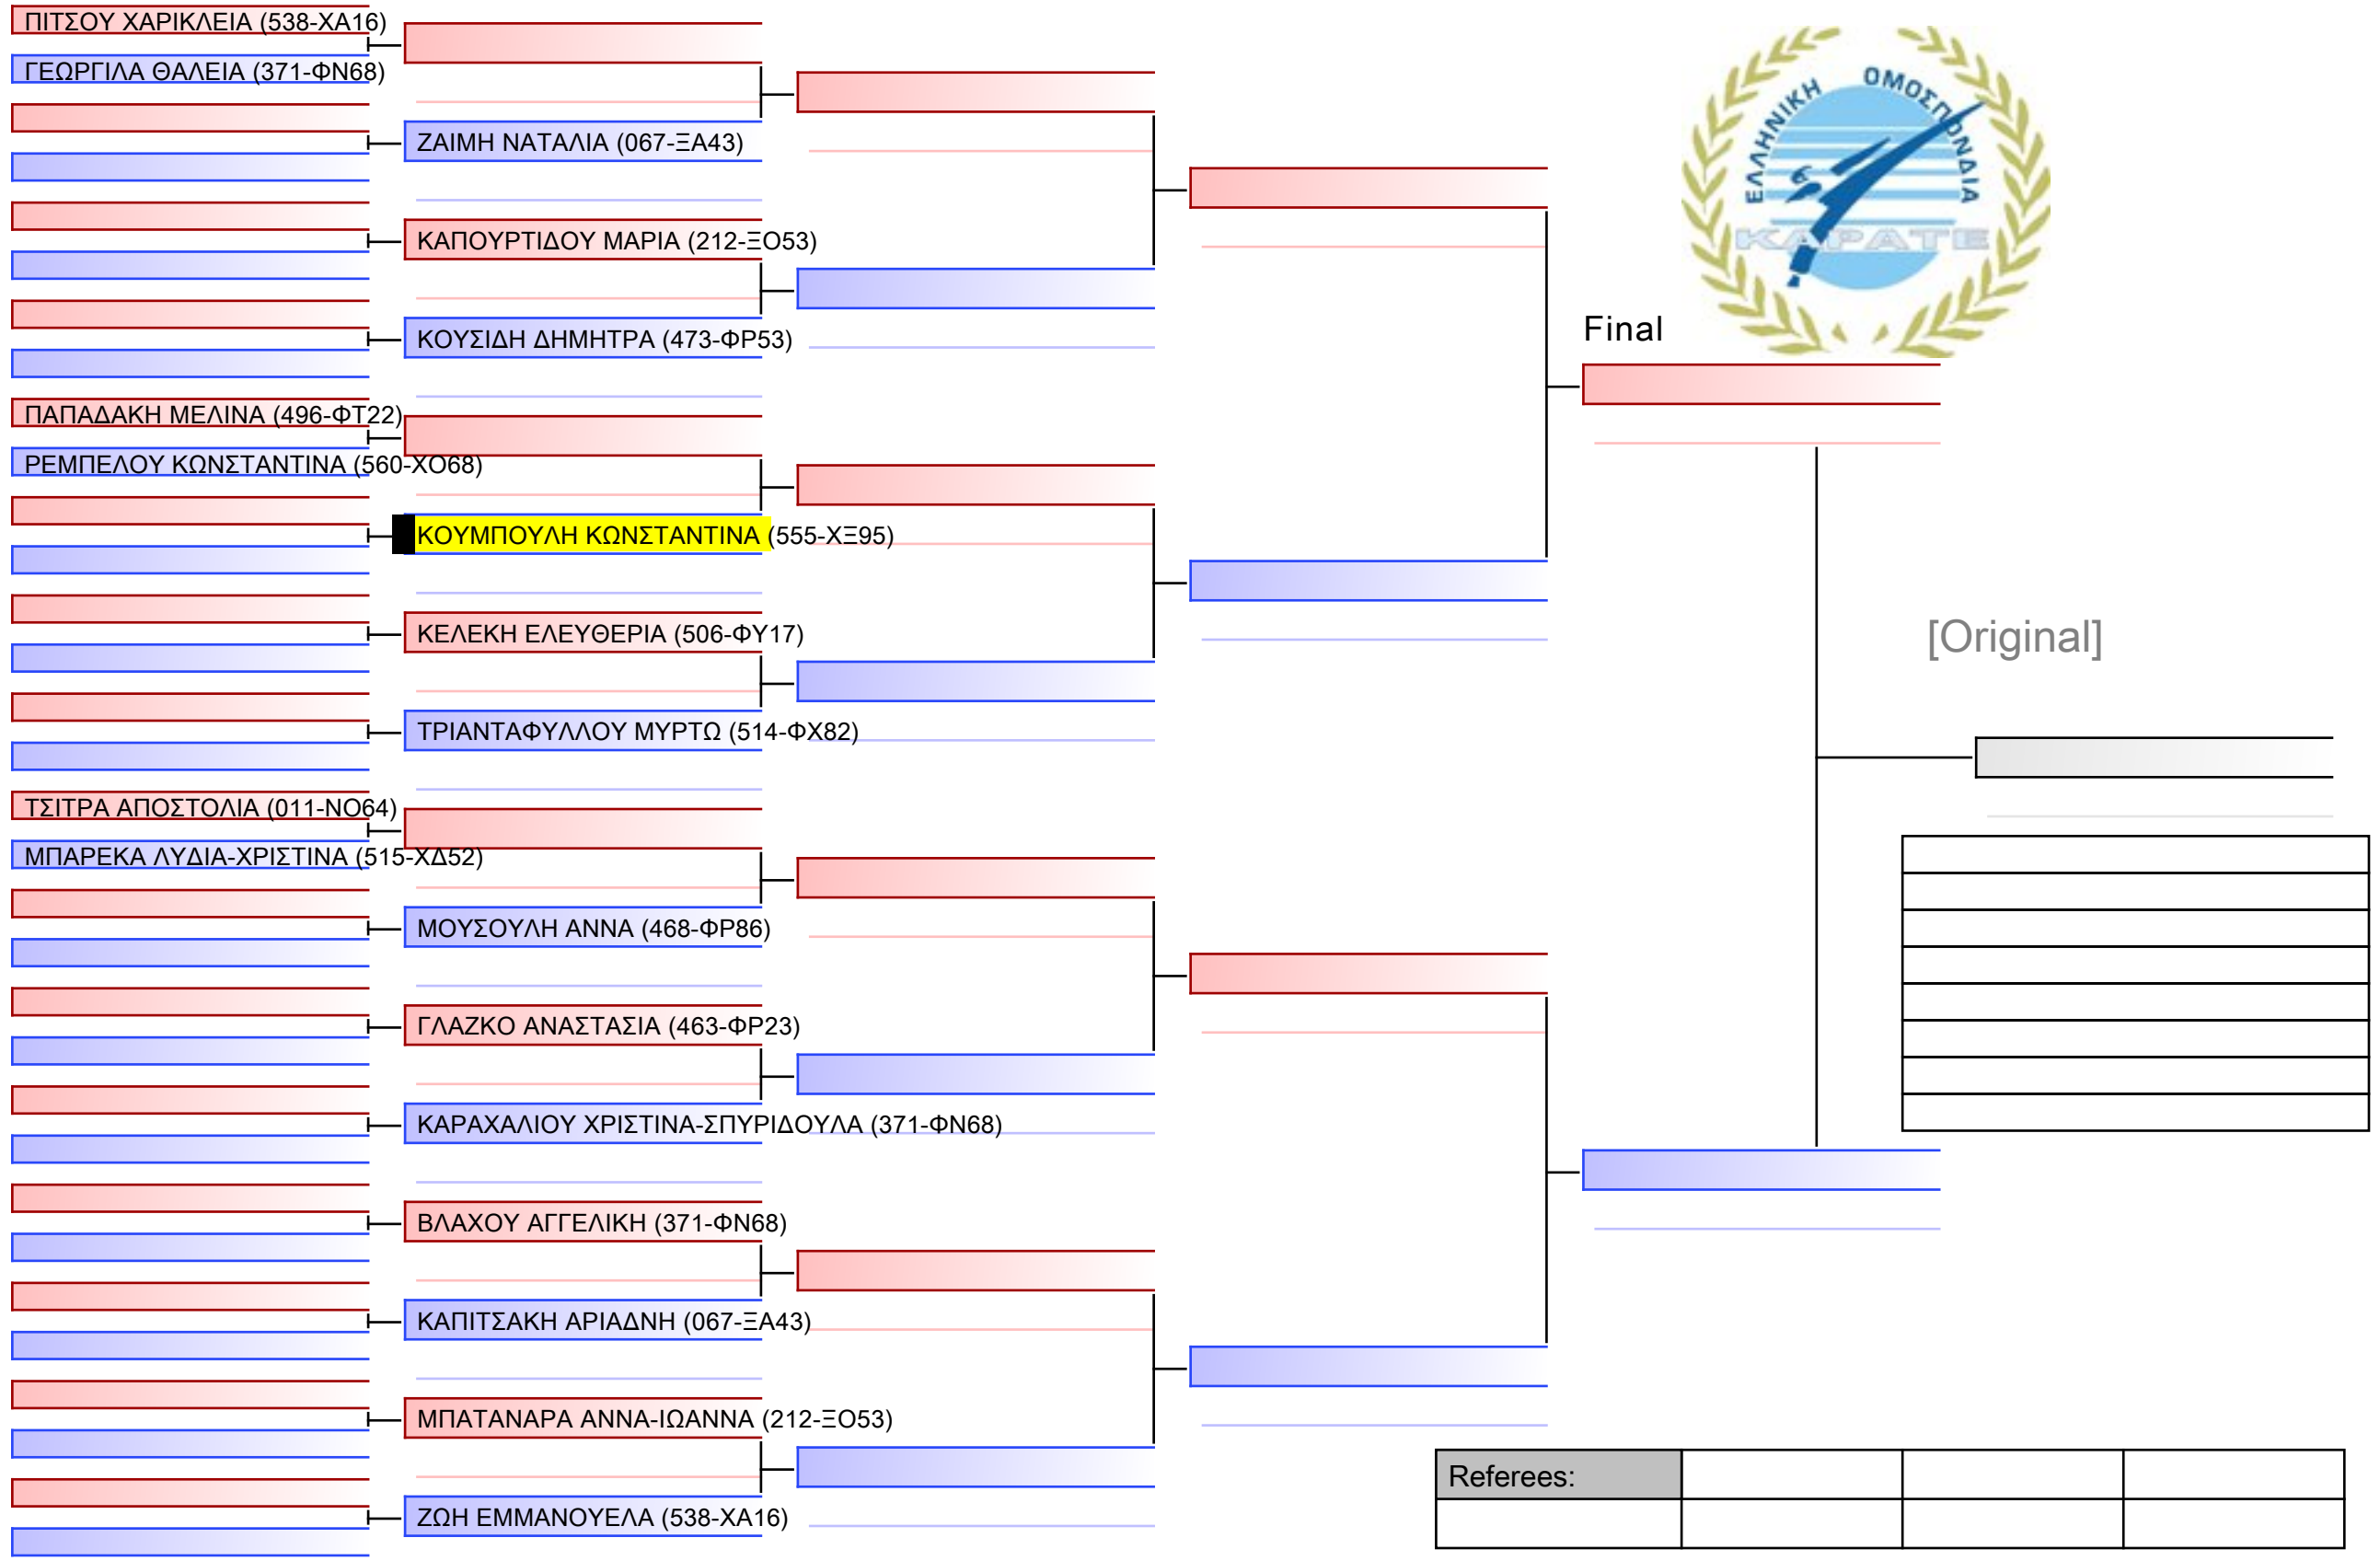 ΠΙΤΣΟΥ ΧΑΡΙΚΛΕΙΑ (538-ΧΑ16)
ΓΕΩΡΓΙΛΑ ΘΑΛΕΙΑ (371-ΦΝ68)
ΖΑΙΜΗ ΝΑΤΑΛΙΑ (067-ΞΑ43)
ΚΑΠΟΥΡΤΙΔΟΥ ΜΑΡΙΑ (212-ΞΟ53)
ΚΟΥΣΙΔΗ ΔΗΜΗΤΡΑ (473-ΦΡ53)
ΠΑΠΑΔΑΚΗ ΜΕΛΙΝΑ (496-ΦΤ22)
ΡΕΜΠΕΛΟΥ ΚΩΝΣΤΑΝΤΙΝΑ (560-ΧΟ68)
ΚΟΥΜΠΟΥΛΗ ΚΩΝΣΤΑΝΤΙΝΑ (555-ΧΞ95)
ΚΕΛΕΚΗ ΕΛΕΥΘΕΡΙΑ (506-ΦΥ17)
ΤΡΙΑΝΤΑΦΥΛΛΟΥ ΜΥΡΤΩ (514-ΦΧ82)
ΤΣΙΤΡΑ ΑΠΟΣΤΟΛΙΑ (011-ΝΟ64)
ΜΠΑΡΕΚΑ ΛΥΔΙΑ-ΧΡΙΣΤΙΝΑ (515-ΧΔ52)
ΜΟΥΣΟΥΛΗ ΑΝΝΑ (468-ΦΡ86)
ΓΛΑΖΚΟ ΑΝΑΣΤΑΣΙΑ (463-ΦΡ23)
ΚΑΡΑΧΑΛΙΟΥ ΧΡΙΣΤΙΝΑ-ΣΠΥΡΙΔΟΥΛΑ (371-ΦΝ68)
ΒΛΑΧΟΥ ΑΓΓΕΛΙΚΗ (371-ΦΝ68)
ΚΑΠΙΤΣΑΚΗ ΑΡΙΑΔΝΗ (067-ΞΑ43)
ΜΠΑΤΑΝΑΡΑ ΑΝΝΑ-ΙΩΑΝΝΑ (212-ΞΟ53)
ΖΩΗ ΕΜΜΑΝΟΥΕΛΑ (538-ΧΑ16)
ΕΛΛΗΝΙΚΗ ΟΜΟΣΠΟΝΔΙΑ
ΚΑΡΑΤΕ
Final
[Original]
Referees: